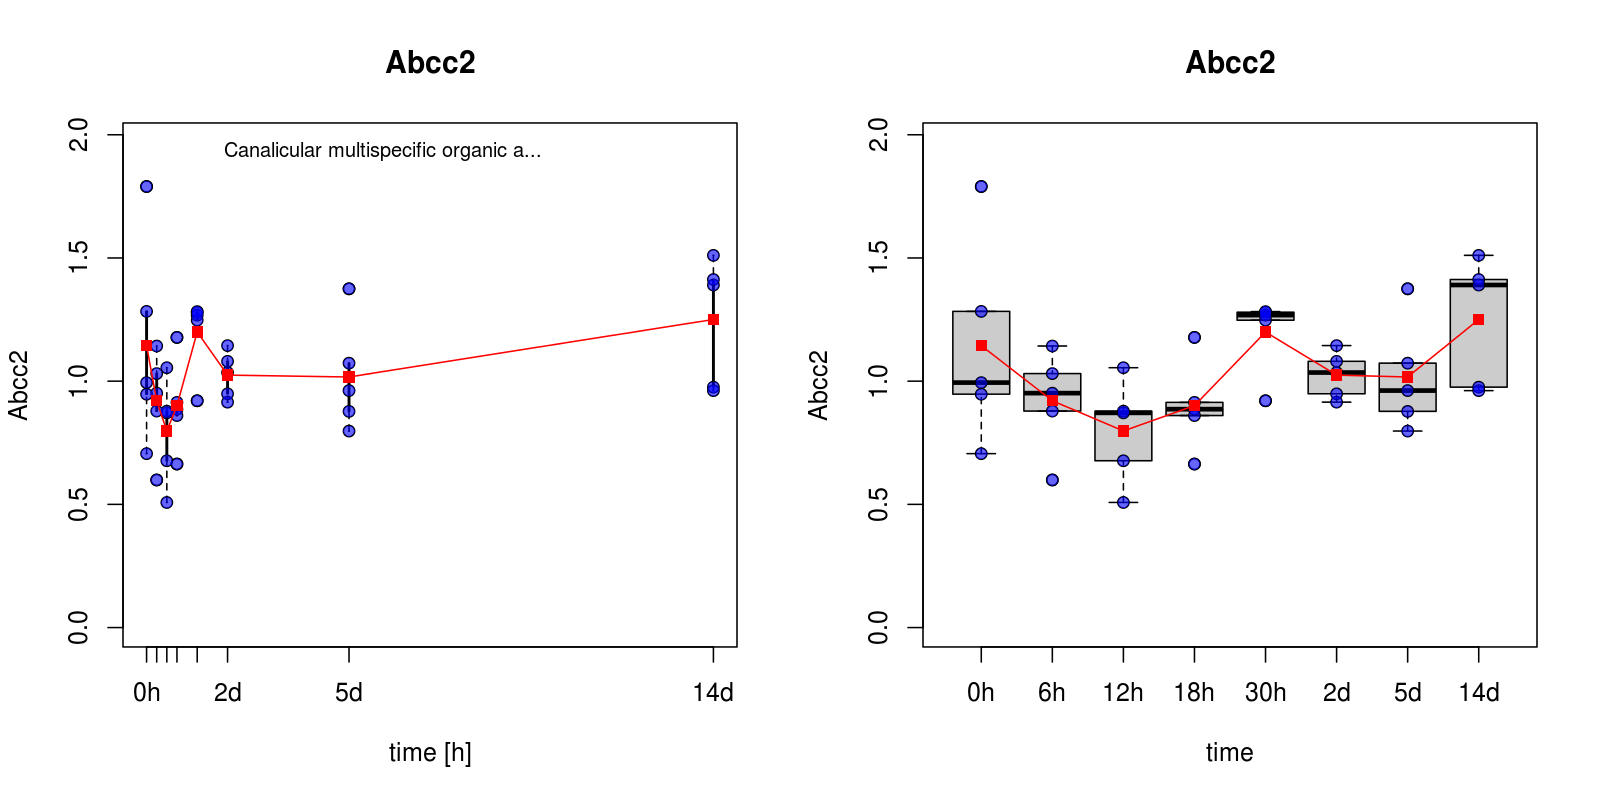 Abcc2
Canalicular multispecific organic a...
Abcc2
2.0
1.5
1.0
0.5
0.0
0h 2d 5d 14d
time [h]
Abcc2
Abcc2
2.0
1.5
1.0
0.5
0.0
0h 6h 12h 18h 30h 2d 5d 14d
time